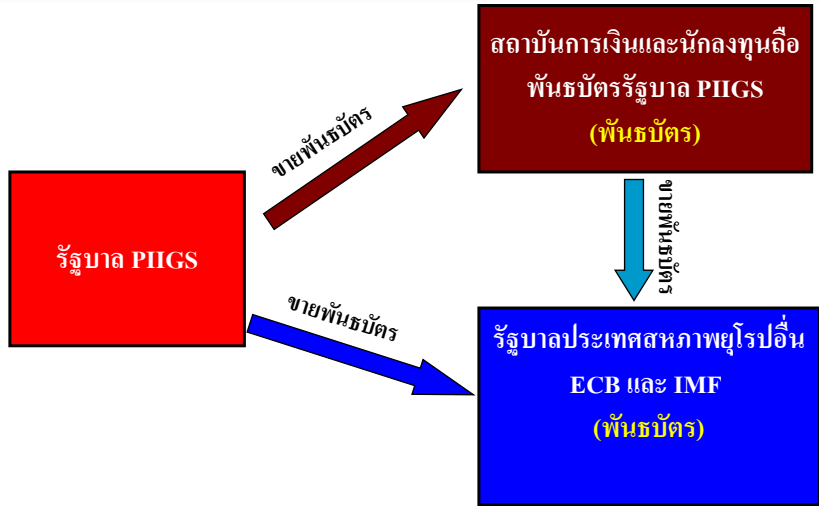 สถาบันการเงินและนักลงทุนถือ
พันธบัตรรัฐบาล PIIGS
(พันธบัตร)
ขายพันธบัตร
ขายพันธบัตร
รัฐบาล PIIGS
ขายพันธบัตร
รัฐบาลประเทศสหภาพยุโรปอื่น
ECB และ IMF
(พันธบัตร)